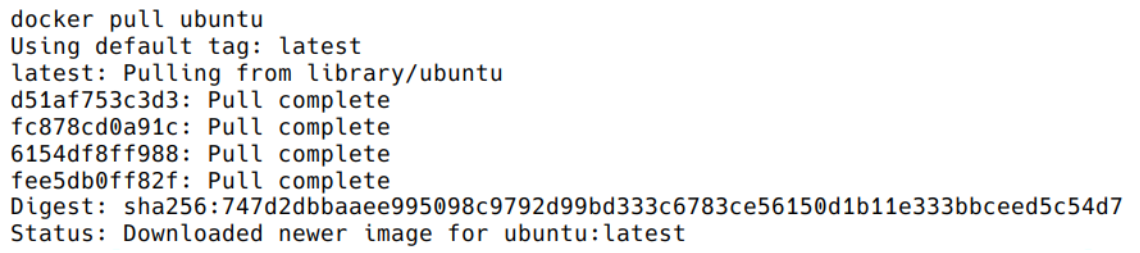 docker pull ubuntu
Using default tag: latest
latest: Pulling from library/ubuntu
d51af753c3d3: Pull complete
fc878cd0a91c: Pull complete
6154df8ff988: Pull complete
fee5db0ff82f: Pull complete
Digest: sha256:747d2dbbaaee995098c9792d99bd333c6783ce56150d1b11e333bbceed5c54d7
Status: Downloaded newer image for ubuntu:latest